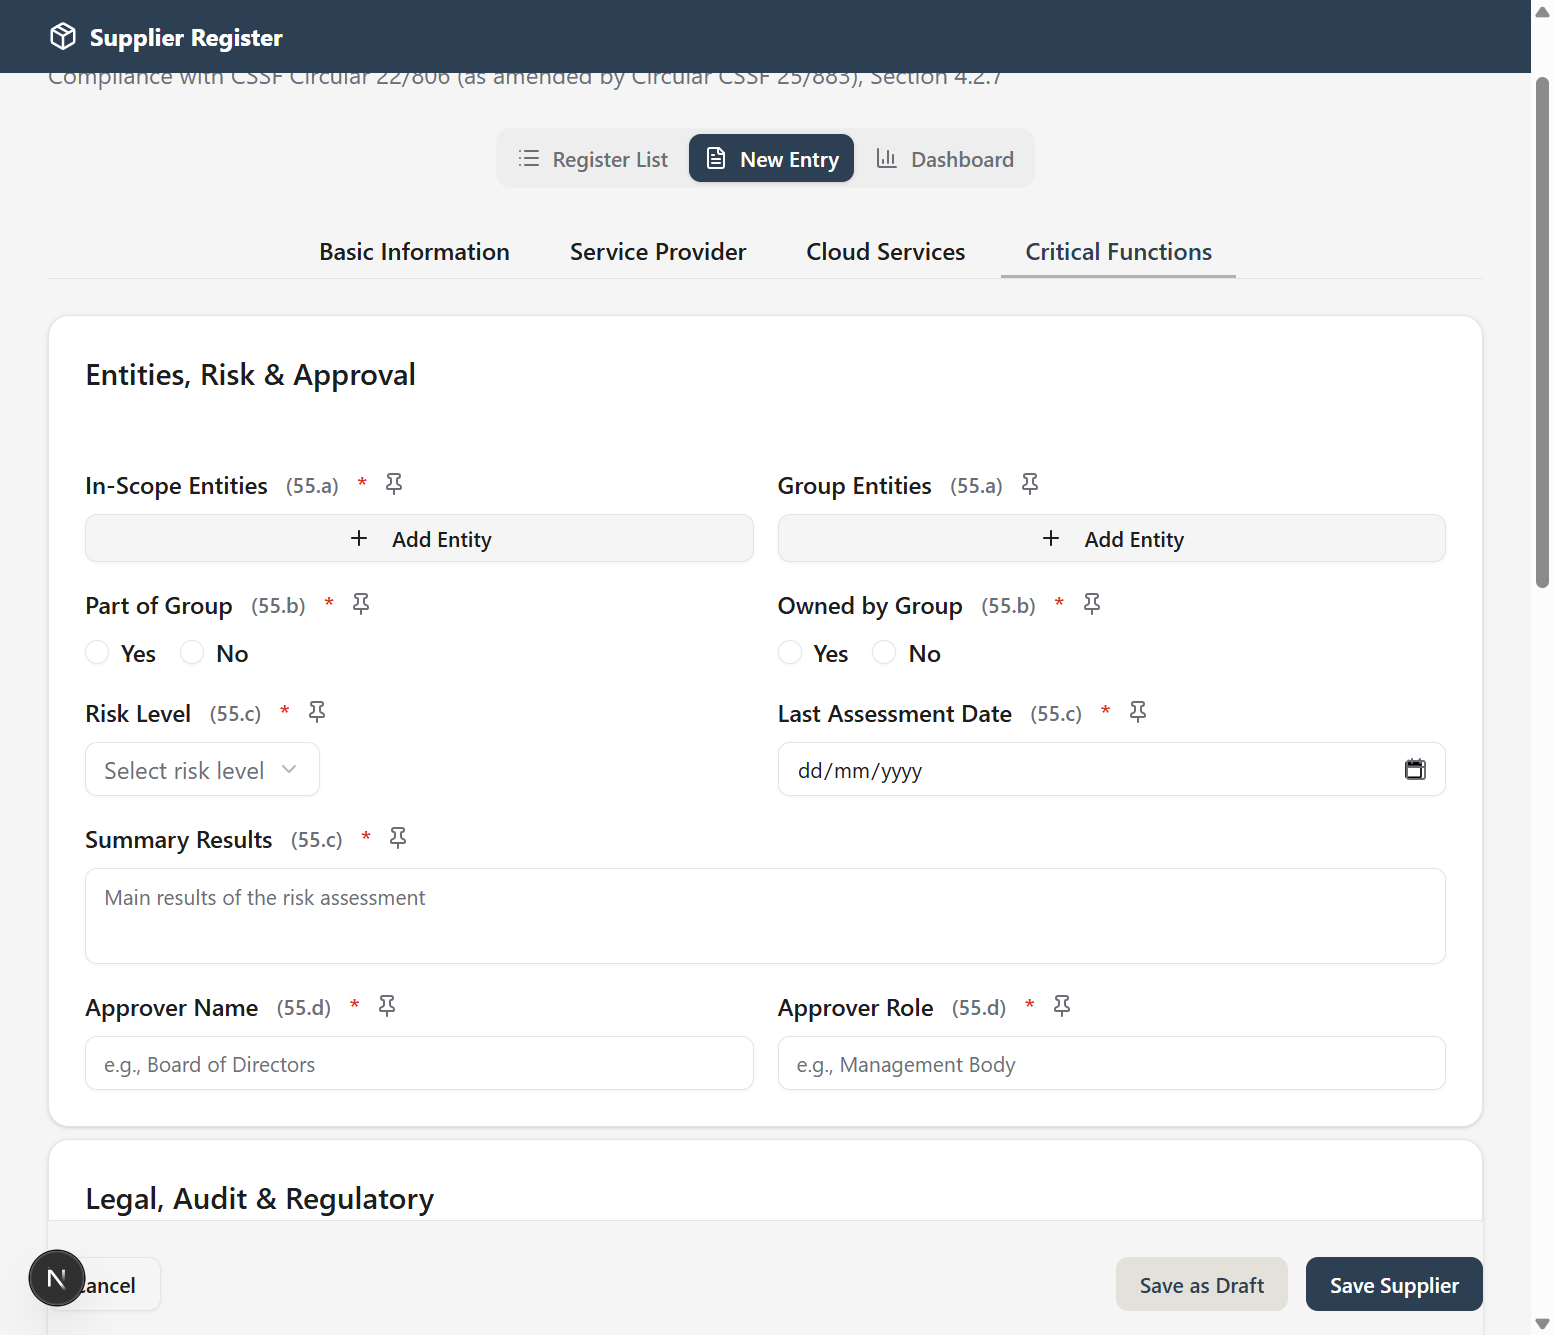 Supplier Register
Compliance with CSSF Circular 22/806 (as amended by Circular CSSF 25/883), Section 4.2.7
Register List New Entry Dashboard
Basic Information Service Provider Cloud Services Critical Functions
Entities, Risk & Approval
In-Scope Entities (55.a) * Group Entities (55.a)
+ Add Entity + Add Entity
Part of Group (55.b) * Owned by Group (55.b) *
Yes No Yes No
Risk Level (55.c) * Last Assessment Date (55.c) *
Select risk level dd/mm/yyyy
Summary Results (55.c) *
Main results of the risk assessment
Approver Name (55.d) * Approver Role (55.d) *
e.g., Board of Directors e.g., Management Body
Legal, Audit & Regulatory
N ancel Save as Draft Save Supplier